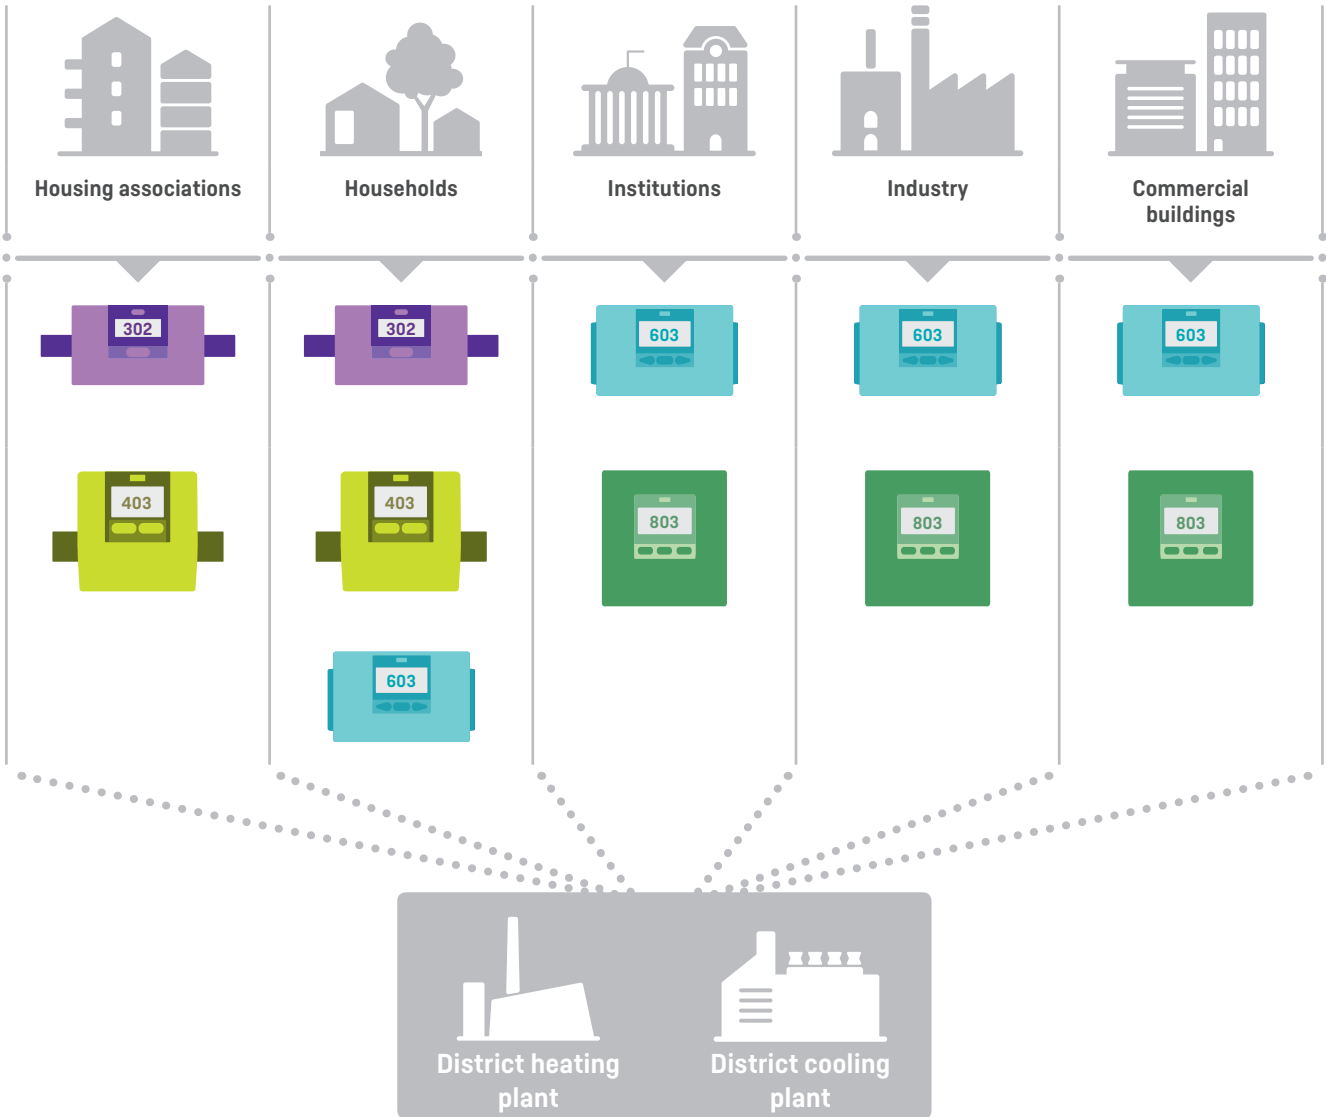 Housing associations
Households
Institutions
Industry
Commercial
buildings
302
302
603
603
603
403
403
803
803
803
603
District heating
plant
District cooling
plant